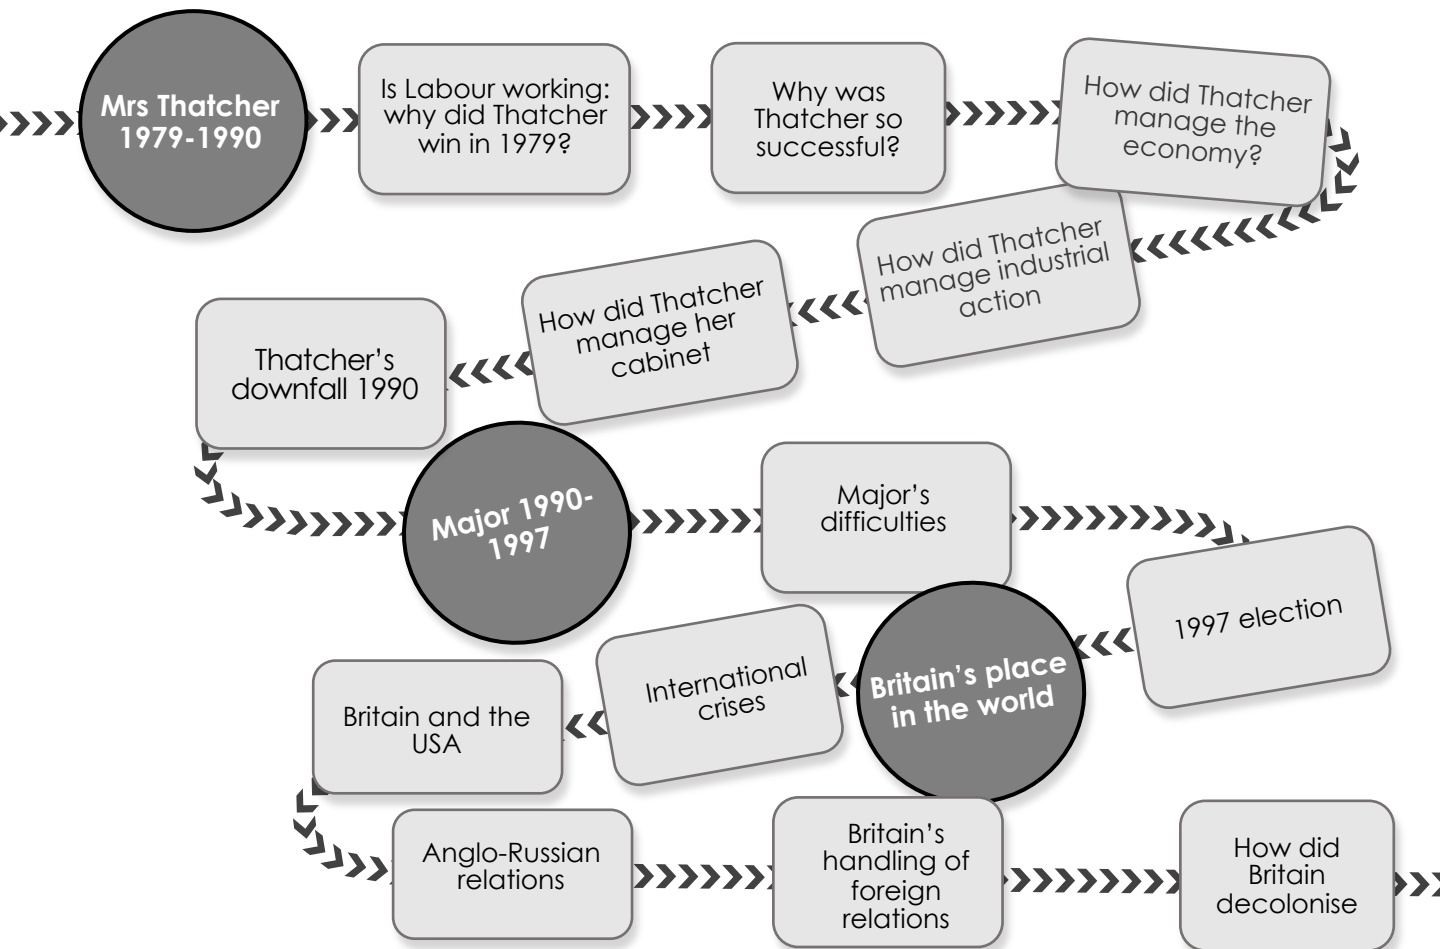 Mrs Thatcher
1979-1990
Is Labour working:
why did Thatcher
win in 1979?
Why was
Thatcher so
successful?
How did Thatcher
manage the
economy?
How did Thatcher
manage industrial
action
How did Thatcher
manage her
cabinet
Thatcher’s
downfall 1990
Major 1990-
1997
Major’s
difficulties
1997 election
Britain’s place
in the world
International
crises
Britain and the
USA
Anglo-Russian
relations
Britain’s
handling of
foreign
relations
How did
Britain
decolonise